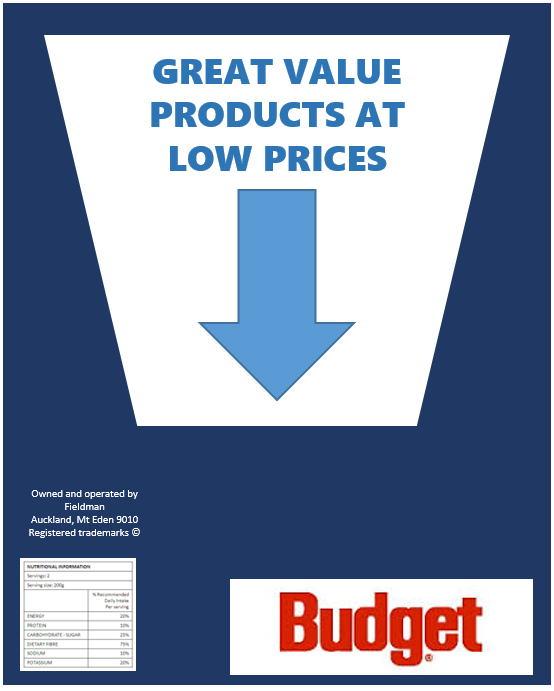 GREAT VALUE
PRODUCTS AT
LOW PRICES
Owned and operated by
Fieldman
Auckland, Mt Eden 9010
Registered trademarks ©
NUTRITIONAL INFORMATION
Servings: 2
Serving size: 200g
% Recommended
Daily Intake
Per serving
ENERGY 20%
PROTEIN 10%
CARBOHYDRATE - SUGAR 25%
DIETARY FIBRE 75%
SODIUM 10%
POTASSIUM 20%
Budget®